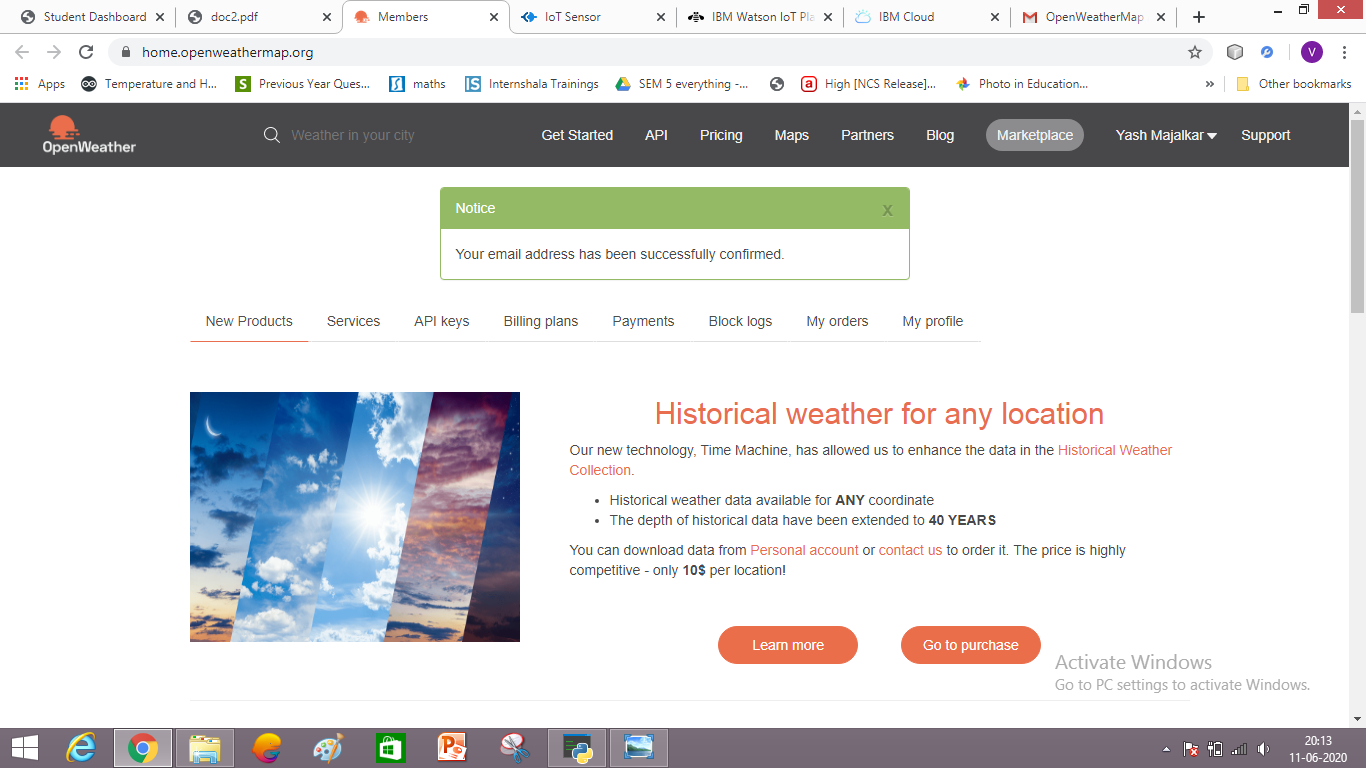 Student Dashboard
doc2.pdf
Members
IoT Sensor
IBM Watson IoT Pla
IBM Cloud
OpenWeatherMap
home.openweathermap.org
V
Apps
Temperature and H...
S
Previous Year Ques...
maths
Internshala Trainings
SEM 5 everything -...
High [NCS Release]...
Photo in Education...
Other bookmarks
OpenWeather
Weather in your city
Get Started
API
Pricing
Maps
Partners
Blog
Marketplace
Yash Majalkar
Support
Notice
x
Your email address has been successfully confirmed.
New Products
Services
API keys
Billing plans
Payments
Block logs
My orders
My profile
Historical weather for any location
Our new technology, Time Machine, has allowed us to enhance the data in the Historical Weather
Collection.
• Historical weather data available for ANY coordinate
• The depth of historical data have been extended to 40 YEARS
You can download data from Personal account or contact us to order it. The price is highly
competitive - only 10$ per location!
Learn more
Go to purchase
Activate Windows
Go to PC settings to activate Windows.
20:13
11-06-2020